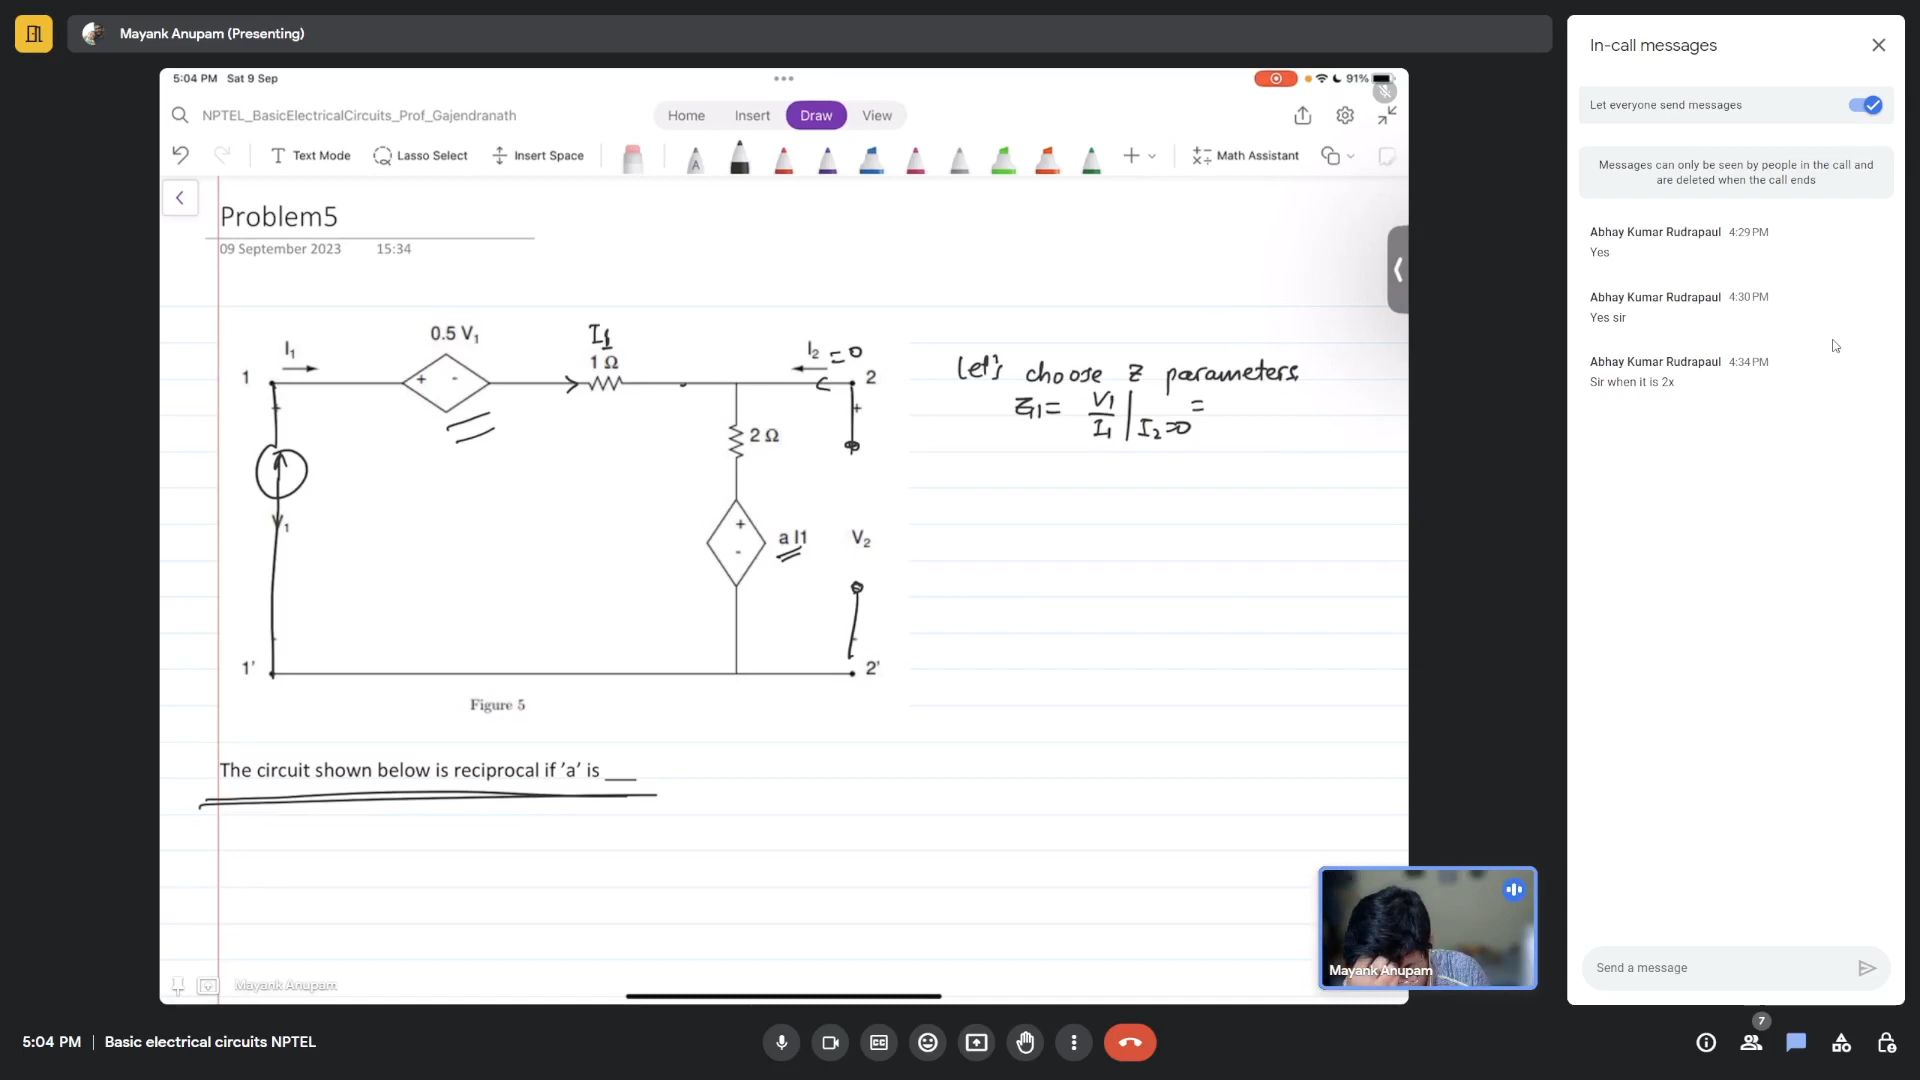 Mayank Anupam (Presenting)
5:04 PM Sat 9 Sep
91%
NPTEL_BasicElectricalCircuits_Prof_Gajendranath
Home Insert Draw View
Text Mode Lasso Select Insert Space Math Assistant
Problem5
09 September 2023 15:34
0.5 V₁
I₁
1 Ω
I₁
I₂ = 0
1
+ -
2
+
2 Ω
+
-
a I1
V₂
1
1'
2'
Figure 5
Let's choose z parameters
Z₁₁ = V₁/I₁ | I₂=0 =
The circuit shown below is reciprocal if 'a' is ___
Mayank Anupam
Mayank Anupam
In-call messages
Let everyone send messages
Messages can only be seen by people in the call and
are deleted when the call ends
Abhay Kumar Rudrapaul 4:29 PM
Yes
Abhay Kumar Rudrapaul 4:30 PM
Yes sir
Abhay Kumar Rudrapaul 4:34 PM
Sir when it is 2x
Send a message
5:04 PM | Basic electrical circuits NPTEL
7